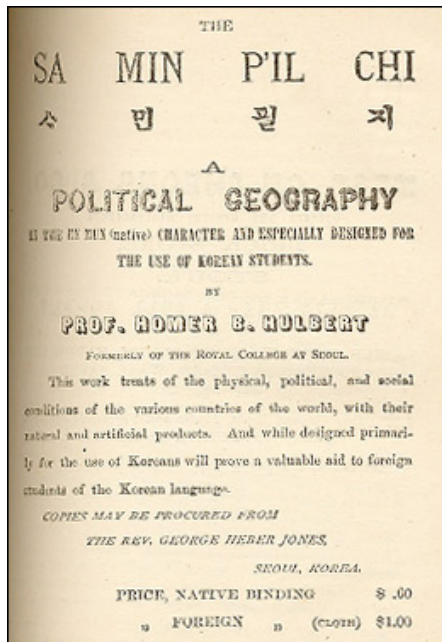 THE
SA MIN P'IL CHI
ᄉᆞ 민 필 지
A
POLITICAL GEOGRAPHY
IN THE EN MUN (native) CHARACTER AND ESPECIALLY DESIGNED FOR
THE USE OF KOREAN STUDENTS.
BY
PROF. HOMER B. HULBERT
FORMERLY OF THE ROYAL COLLEGE AT SEOUL.
This work treats of the physical, political, and social
conditions of the various countries of the world, with their
natural and artificial products. And while designed primari-
ly for the use of Koreans will prove a valuable aid to foreign
students of the Korean language.
COPIES MAY BE PROCURED FROM
THE REV. GEORGE HEBER JONES,
SEOUL, KOREA.
PRICE, NATIVE BINDING $ .60
„ FOREIGN „ (CLOTH) $1.00